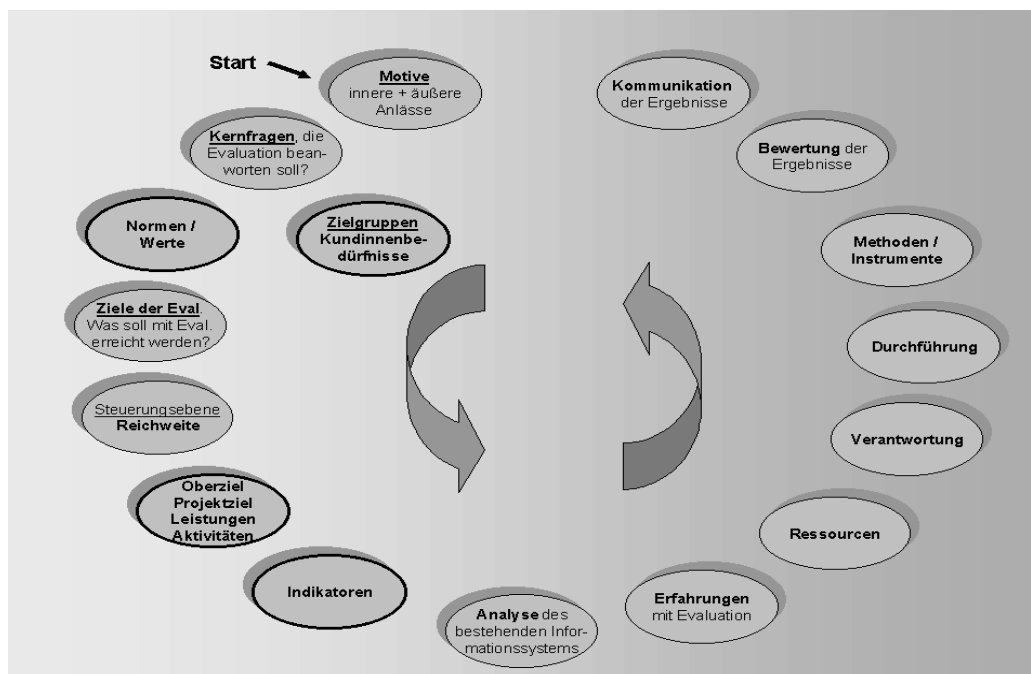 Start
Motive
innere + äußere
Anlässe
Kernfragen, die
Evaluation bean-
worten soll?
Normen /
Werte
Zielgruppen
Kundinnenbe-
dürfnisse
Ziele der Eval.
Was soll mit Eval.
erreicht werden?
Steuerungsebene
Reichweite
Oberziel
Projektziel
Leistungen
Aktivitäten
Indikatoren
Analyse des
bestehenden Infor-
mationssystems
Erfahrungen
mit Evaluation
Ressourcen
Verantwortung
Durchführung
Methoden /
Instrumente
Bewertung der
Ergebnisse
Kommunikation
der Ergebnisse